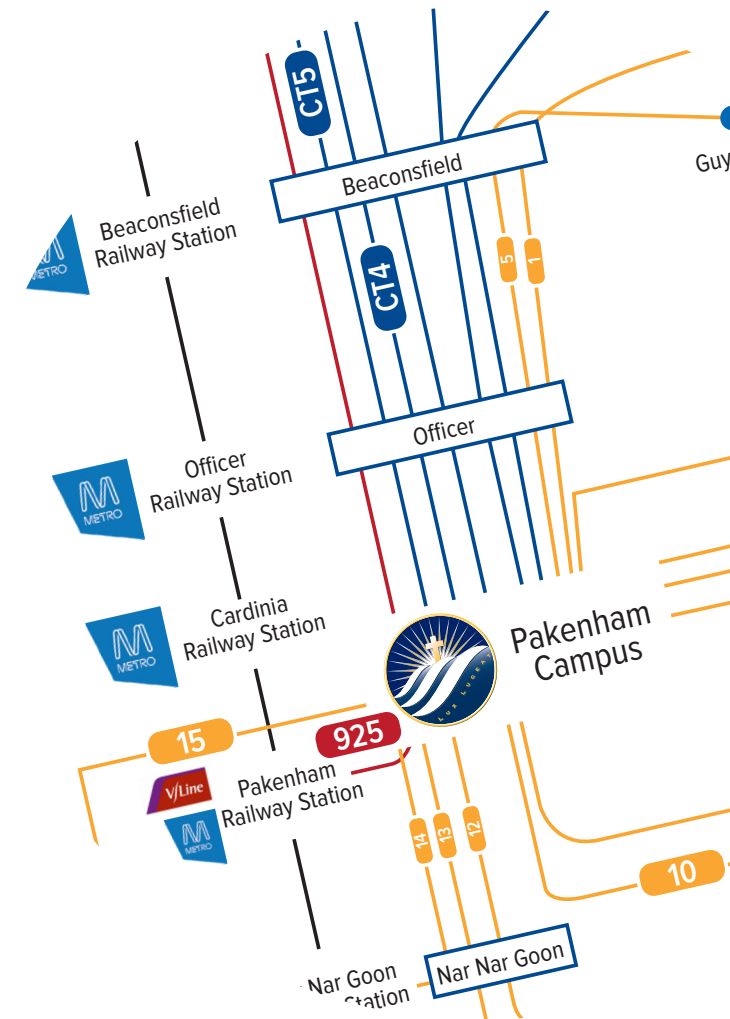 CT5
Beaconsfield
Guy
Beaconsfield
Railway Station
METRO
5
1
CT4
Officer
Officer
Railway Station
METRO
Cardinia
Railway Station
METRO
Pakenham
Campus
LUX LUCEAT
15
925
V/Line
Pakenham
Railway Station
METRO
14
13
12
10
Nar Nar Goon
Nar Goon
Station